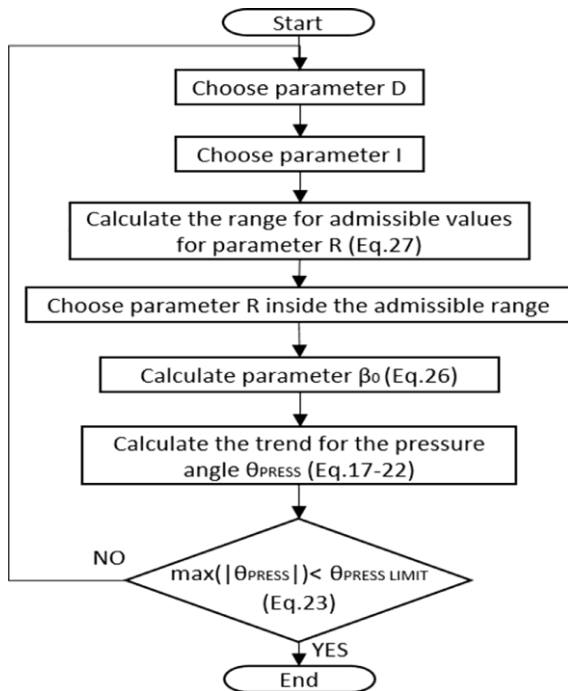 Start
Choose parameter D
Choose parameter I
Calculate the range for admissible values
for parameter R (Eq.27)
Choose parameter R inside the admissible range
Calculate parameter β₀ (Eq.26)
Calculate the trend for the pressure
angle θPRESS (Eq.17-22)
NO
max(|θPRESS|)< θPRESS LIMIT
(Eq.23)
YES
End